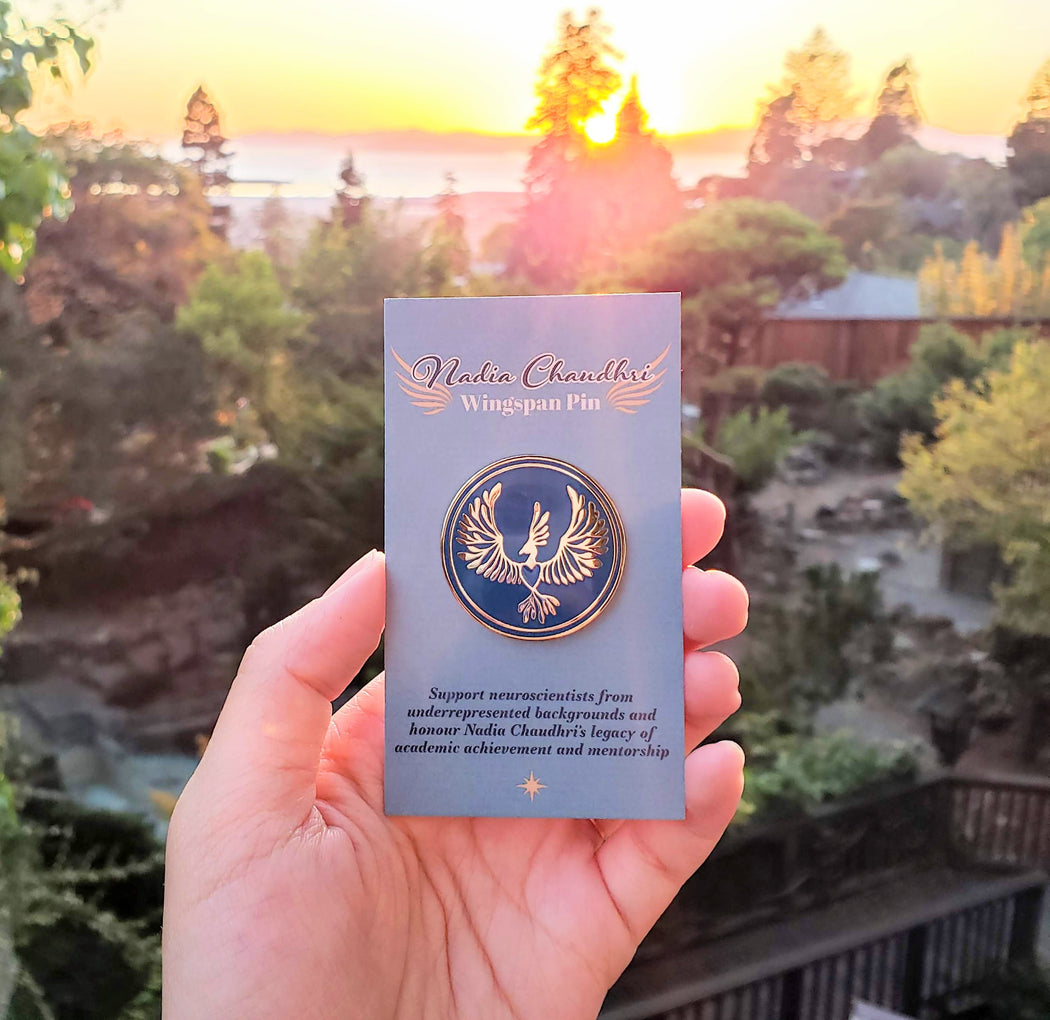 Nadia Chaudhri
Wingspan Pin
Support neuroscientists from
underrepresented backgrounds and
honour Nadia Chaudhri's legacy of
academic achievement and mentorship